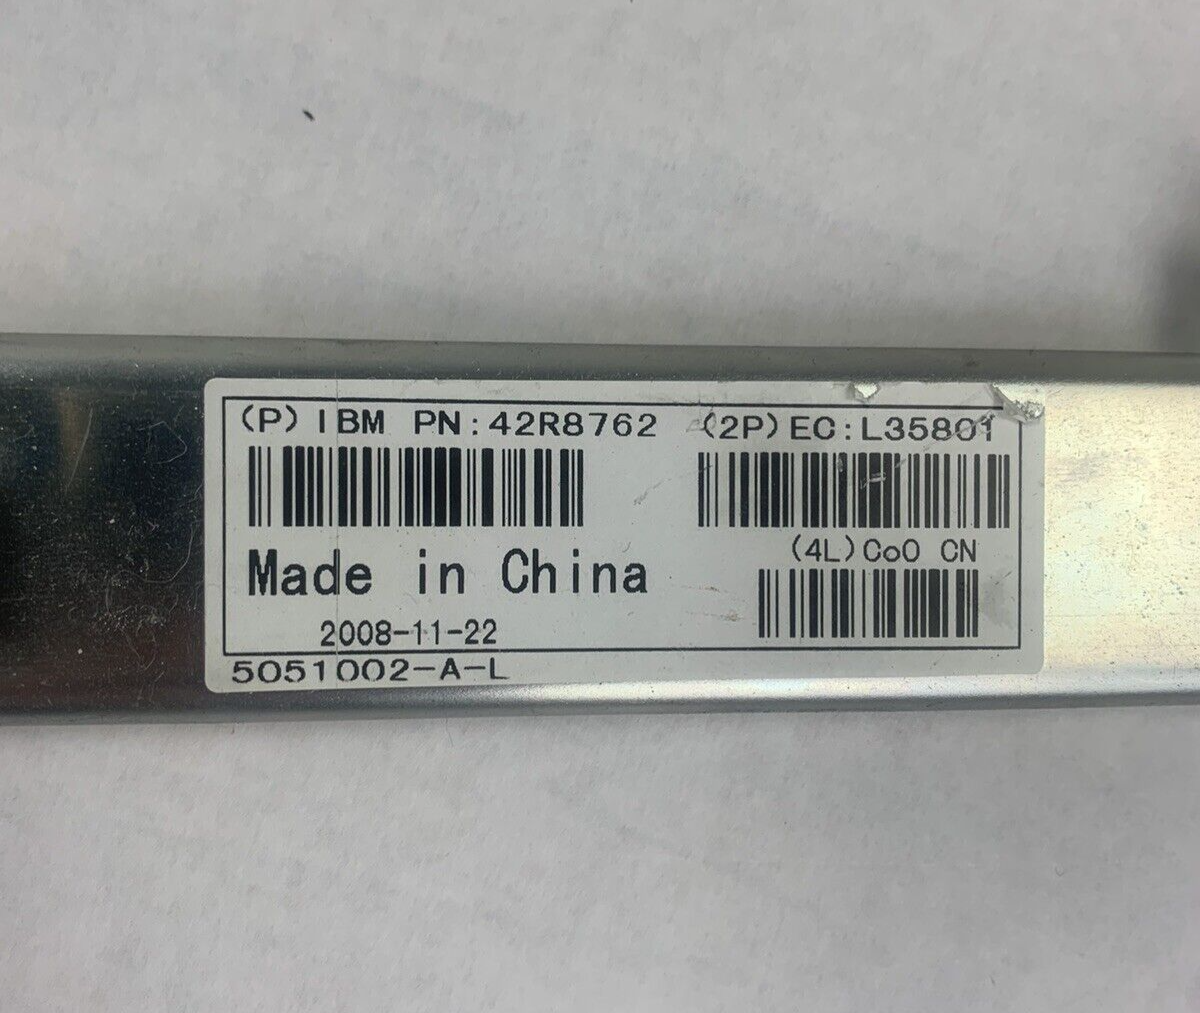 (P) IBM PN:42R8762 (2P)EC:L35801
(4L)CoO CN
Made in China
2008-11-22
5051002-A-L